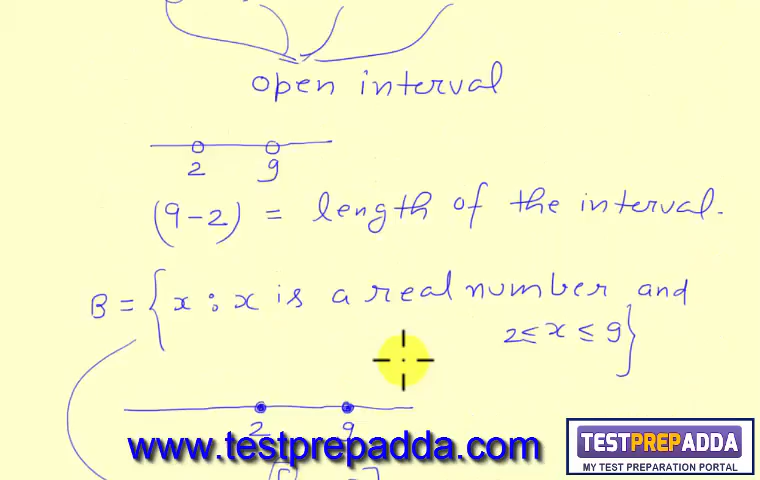 open interval
2 9
(9-2) = length of the interval.
B = { x : x is a real number and
2 ≤ x ≤ 9 }
2 9
www.testprepadda.com
TESTPREPADDA
MY TEST PREPARATION PORTAL